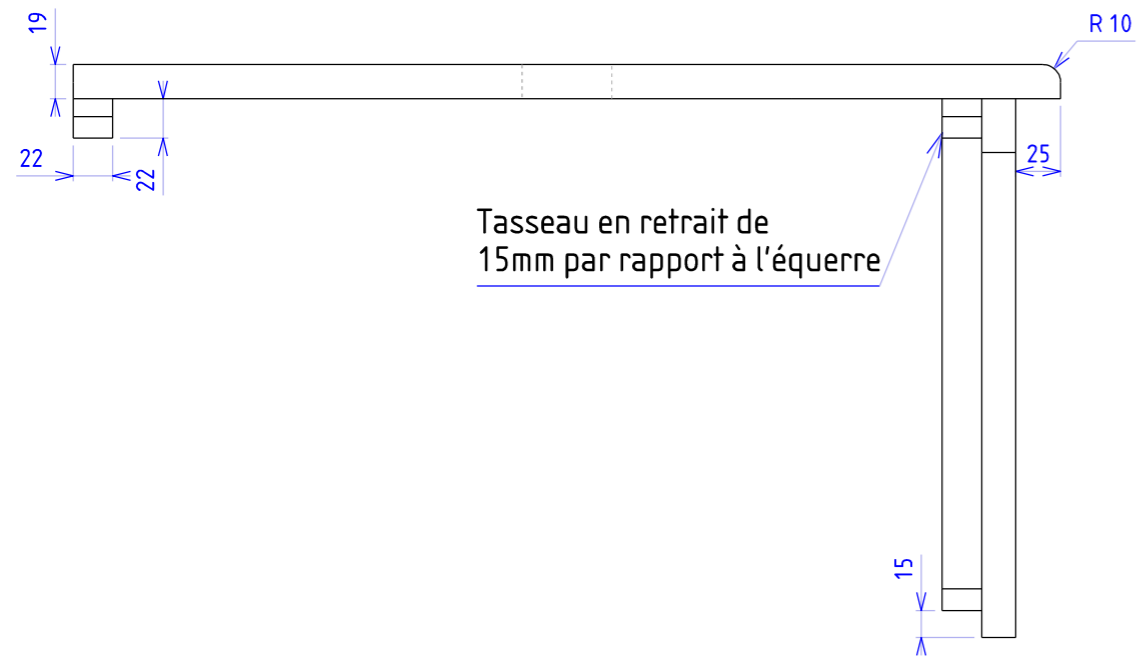 19
R 10
22
22
25
Tasseau en retrait de
15mm par rapport à l'équerre
15